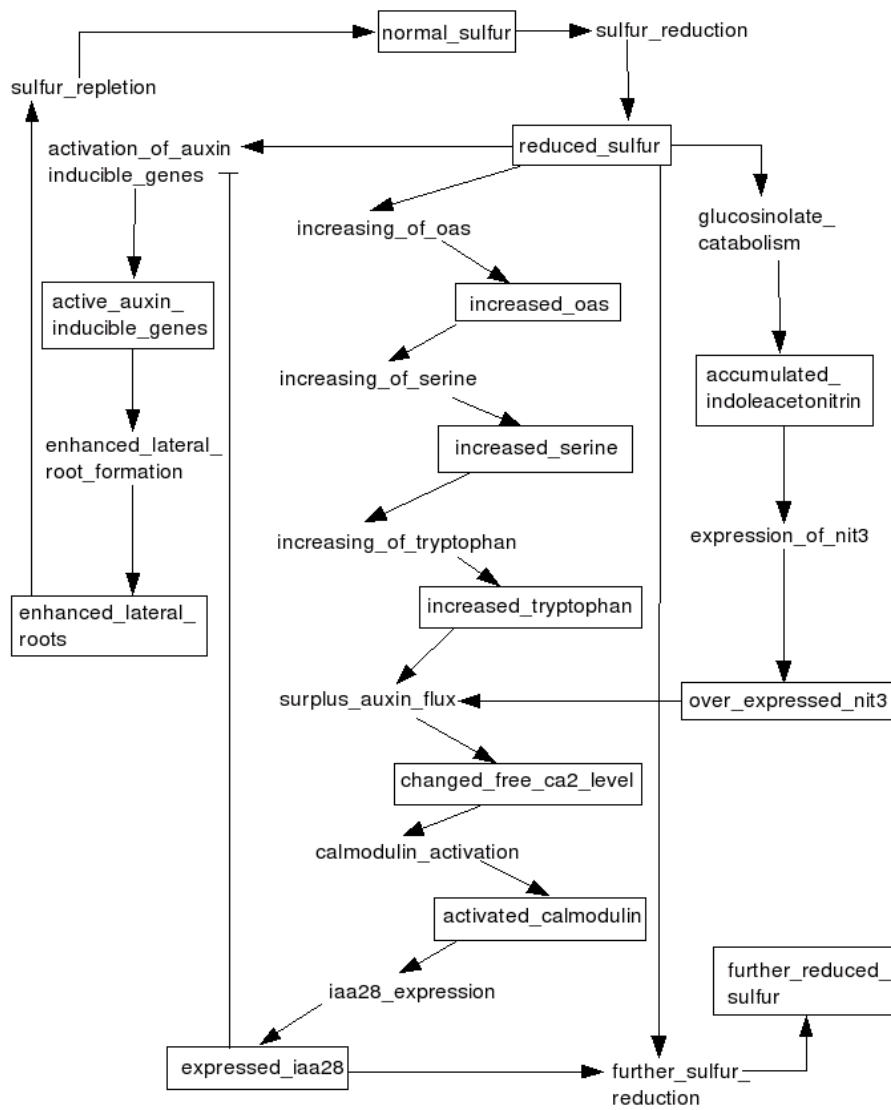 normal_sulfur
sulfur_reduction
sulfur_repletion
activation_of_auxin
inducible_genes
reduced_sulfur
increasing_of_oas
glucosinolate_
catabolism
active_auxin_
inducible_genes
increased_oas
increasing_of_serine
accumulated_
indoleacetonitrin
enhanced_lateral_
root_formation
increased_serine
increasing_of_tryptophan
expression_of_nit3
enhanced_lateral_
roots
increased_tryptophan
surplus_auxin_flux
over_expressed_nit3
changed_free_ca2_level
calmodulin_activation
activated_calmodulin
iaa28_expression
further_reduced_
sulfur
expressed_iaa28
further_sulfur_
reduction